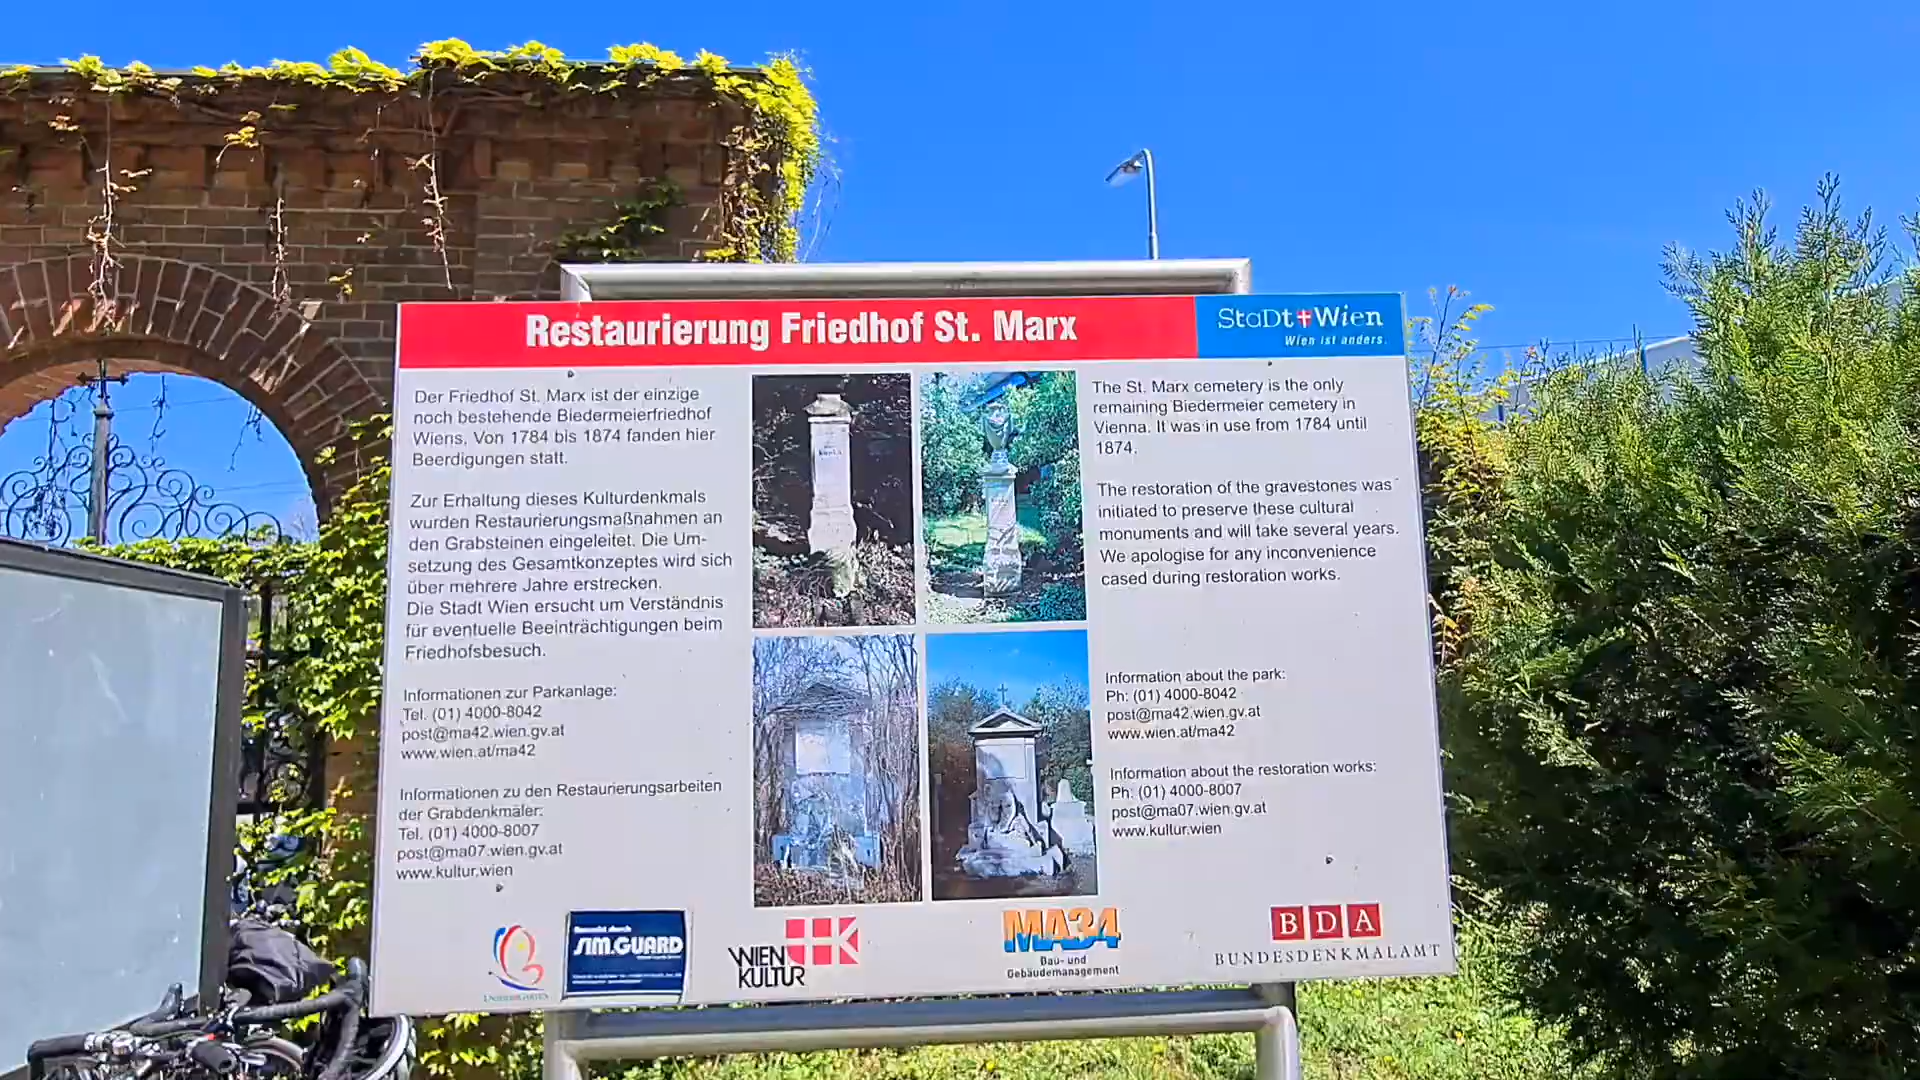 Restaurierung Friedhof St. Marx
StaDt Wien
Wien ist anders.
Der Friedhof St. Marx ist der einzige
noch bestehende Biedermeierfriedhof
Wiens. Von 1784 bis 1874 fanden hier
Beerdigungen statt.
Zur Erhaltung dieses Kulturdenkmals
wurden Restaurierungsmaßnahmen an
den Grabsteinen eingeleitet. Die Um-
setzung des Gesamtkonzeptes wird sich
über mehrere Jahre erstrecken.
Die Stadt Wien ersucht um Verständnis
für eventuelle Beeinträchtigungen beim
Friedhofsbesuch.
Informationen zur Parkanlage:
Tel. (01) 4000-8042
post@ma42.wien.gv.at
www.wien.at/ma42
Informationen zu den Restaurierungsarbeiten
der Grabdenkmäler:
Tel. (01) 4000-8007
post@ma07.wien.gv.at
www.kultur.wien
The St. Marx cemetery is the only
remaining Biedermeier cemetery in
Vienna. It was in use from 1784 until
1874.
The restoration of the gravestones was
initiated to preserve these cultural
monuments and will take several years.
We apologise for any inconvenience
cased during restoration works.
Information about the park:
Ph: (01) 4000-8042
post@ma42.wien.gv.at
www.wien.at/ma42
Information about the restoration works:
Ph. (01) 4000-8007
post@ma07.wien.gv.at
www.kultur.wien
Bewacht durch
SIM.GUARD
WIEN
KULTUR
MA34
Bau- und
Gebäudemanagement
BDA
BUNDESDENKMALAMT